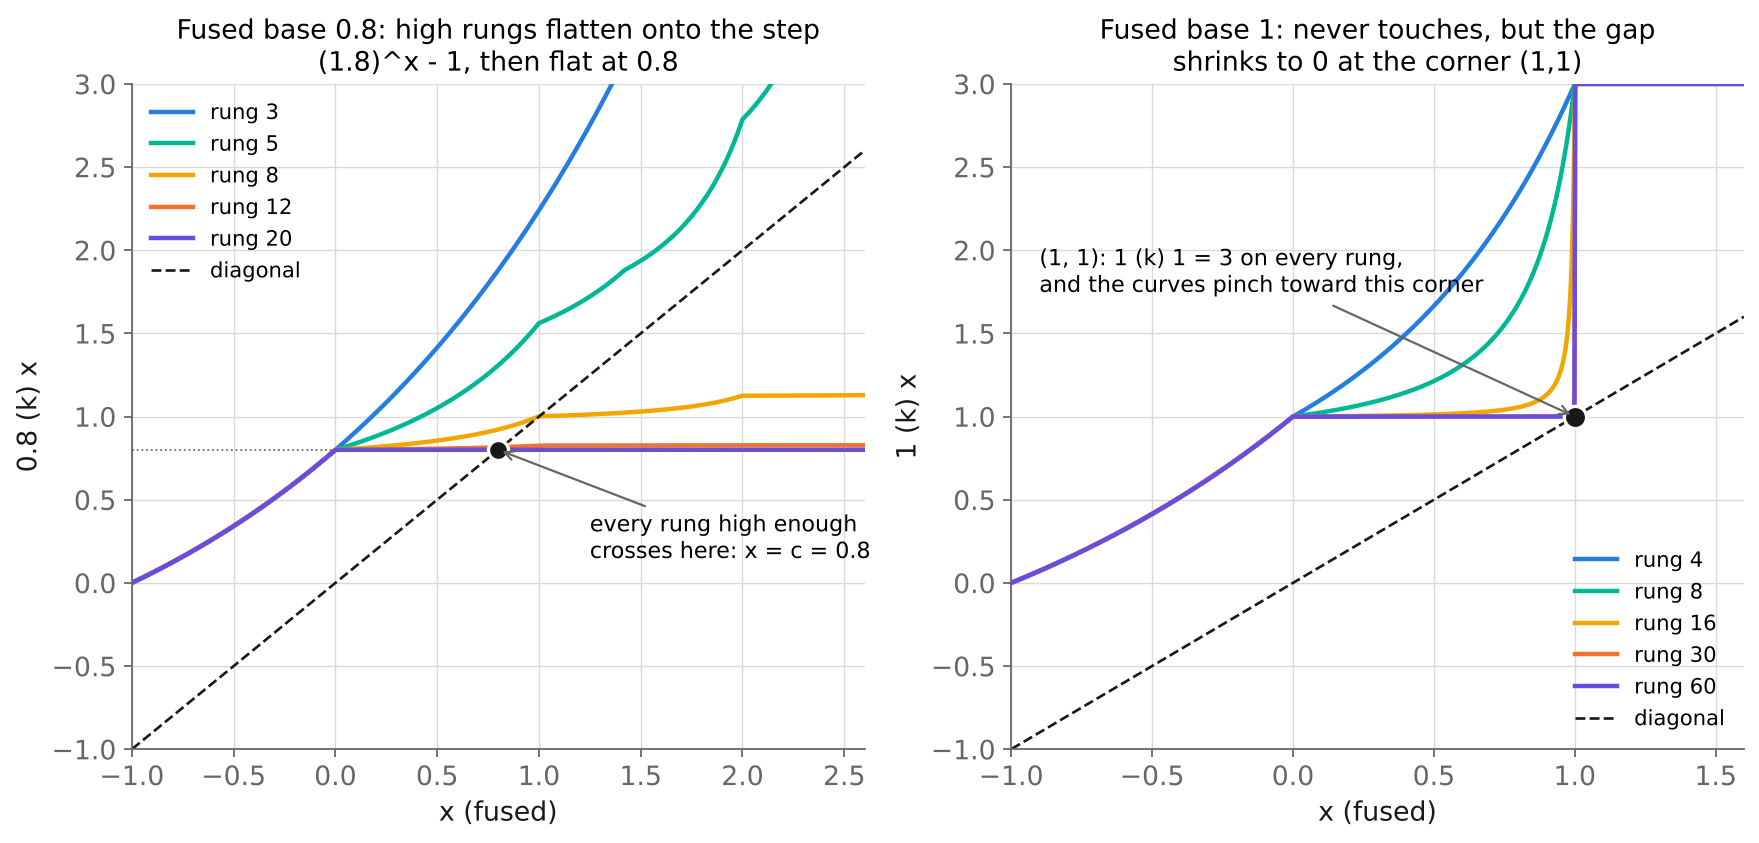 Fused base 0.8: high rungs flatten onto the step
(1.8)^x - 1, then flat at 0.8
3.0
2.5
2.0
1.5
1.0
0.5
0.0
−0.5
−1.0
0.8 (k) x
rung 3
rung 5
rung 8
rung 12
rung 20
diagonal
every rung high enough
crosses here: x = c = 0.8
−1.0 −0.5 0.0 0.5 1.0 1.5 2.0 2.5
x (fused)
Fused base 1: never touches, but the gap
shrinks to 0 at the corner (1,1)
3.0
2.5
2.0
1.5
1.0
0.5
0.0
−0.5
−1.0
1 (k) x
(1, 1): 1 (k) 1 = 3 on every rung,
and the curves pinch toward this corner
rung 4
rung 8
rung 16
rung 30
rung 60
diagonal
−1.0 −0.5 0.0 0.5 1.0 1.5
x (fused)